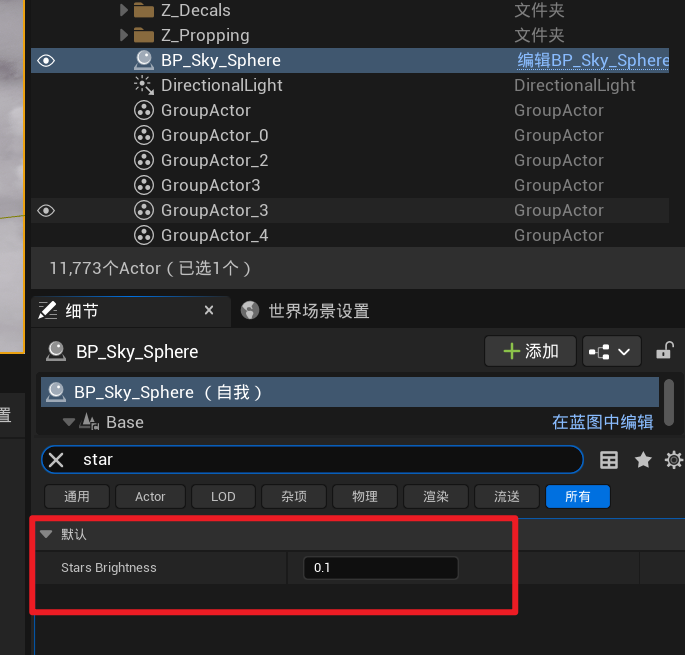 Z_Decals 文件夹
Z_Propping 文件夹
BP_Sky_Sphere 编辑BP_Sky_Sphere
DirectionalLight DirectionalLight
GroupActor GroupActor
GroupActor_0 GroupActor
GroupActor_2 GroupActor
GroupActor3 GroupActor
GroupActor_3 GroupActor
GroupActor_4 GroupActor
11,773个Actor（已选1个）
细节 × 世界场景设置
BP_Sky_Sphere 添加
BP_Sky_Sphere （自我）
Base 在蓝图中编辑
置
star
通用 Actor LOD 杂项 物理 渲染 流送 所有
默认
Stars Brightness 0.1